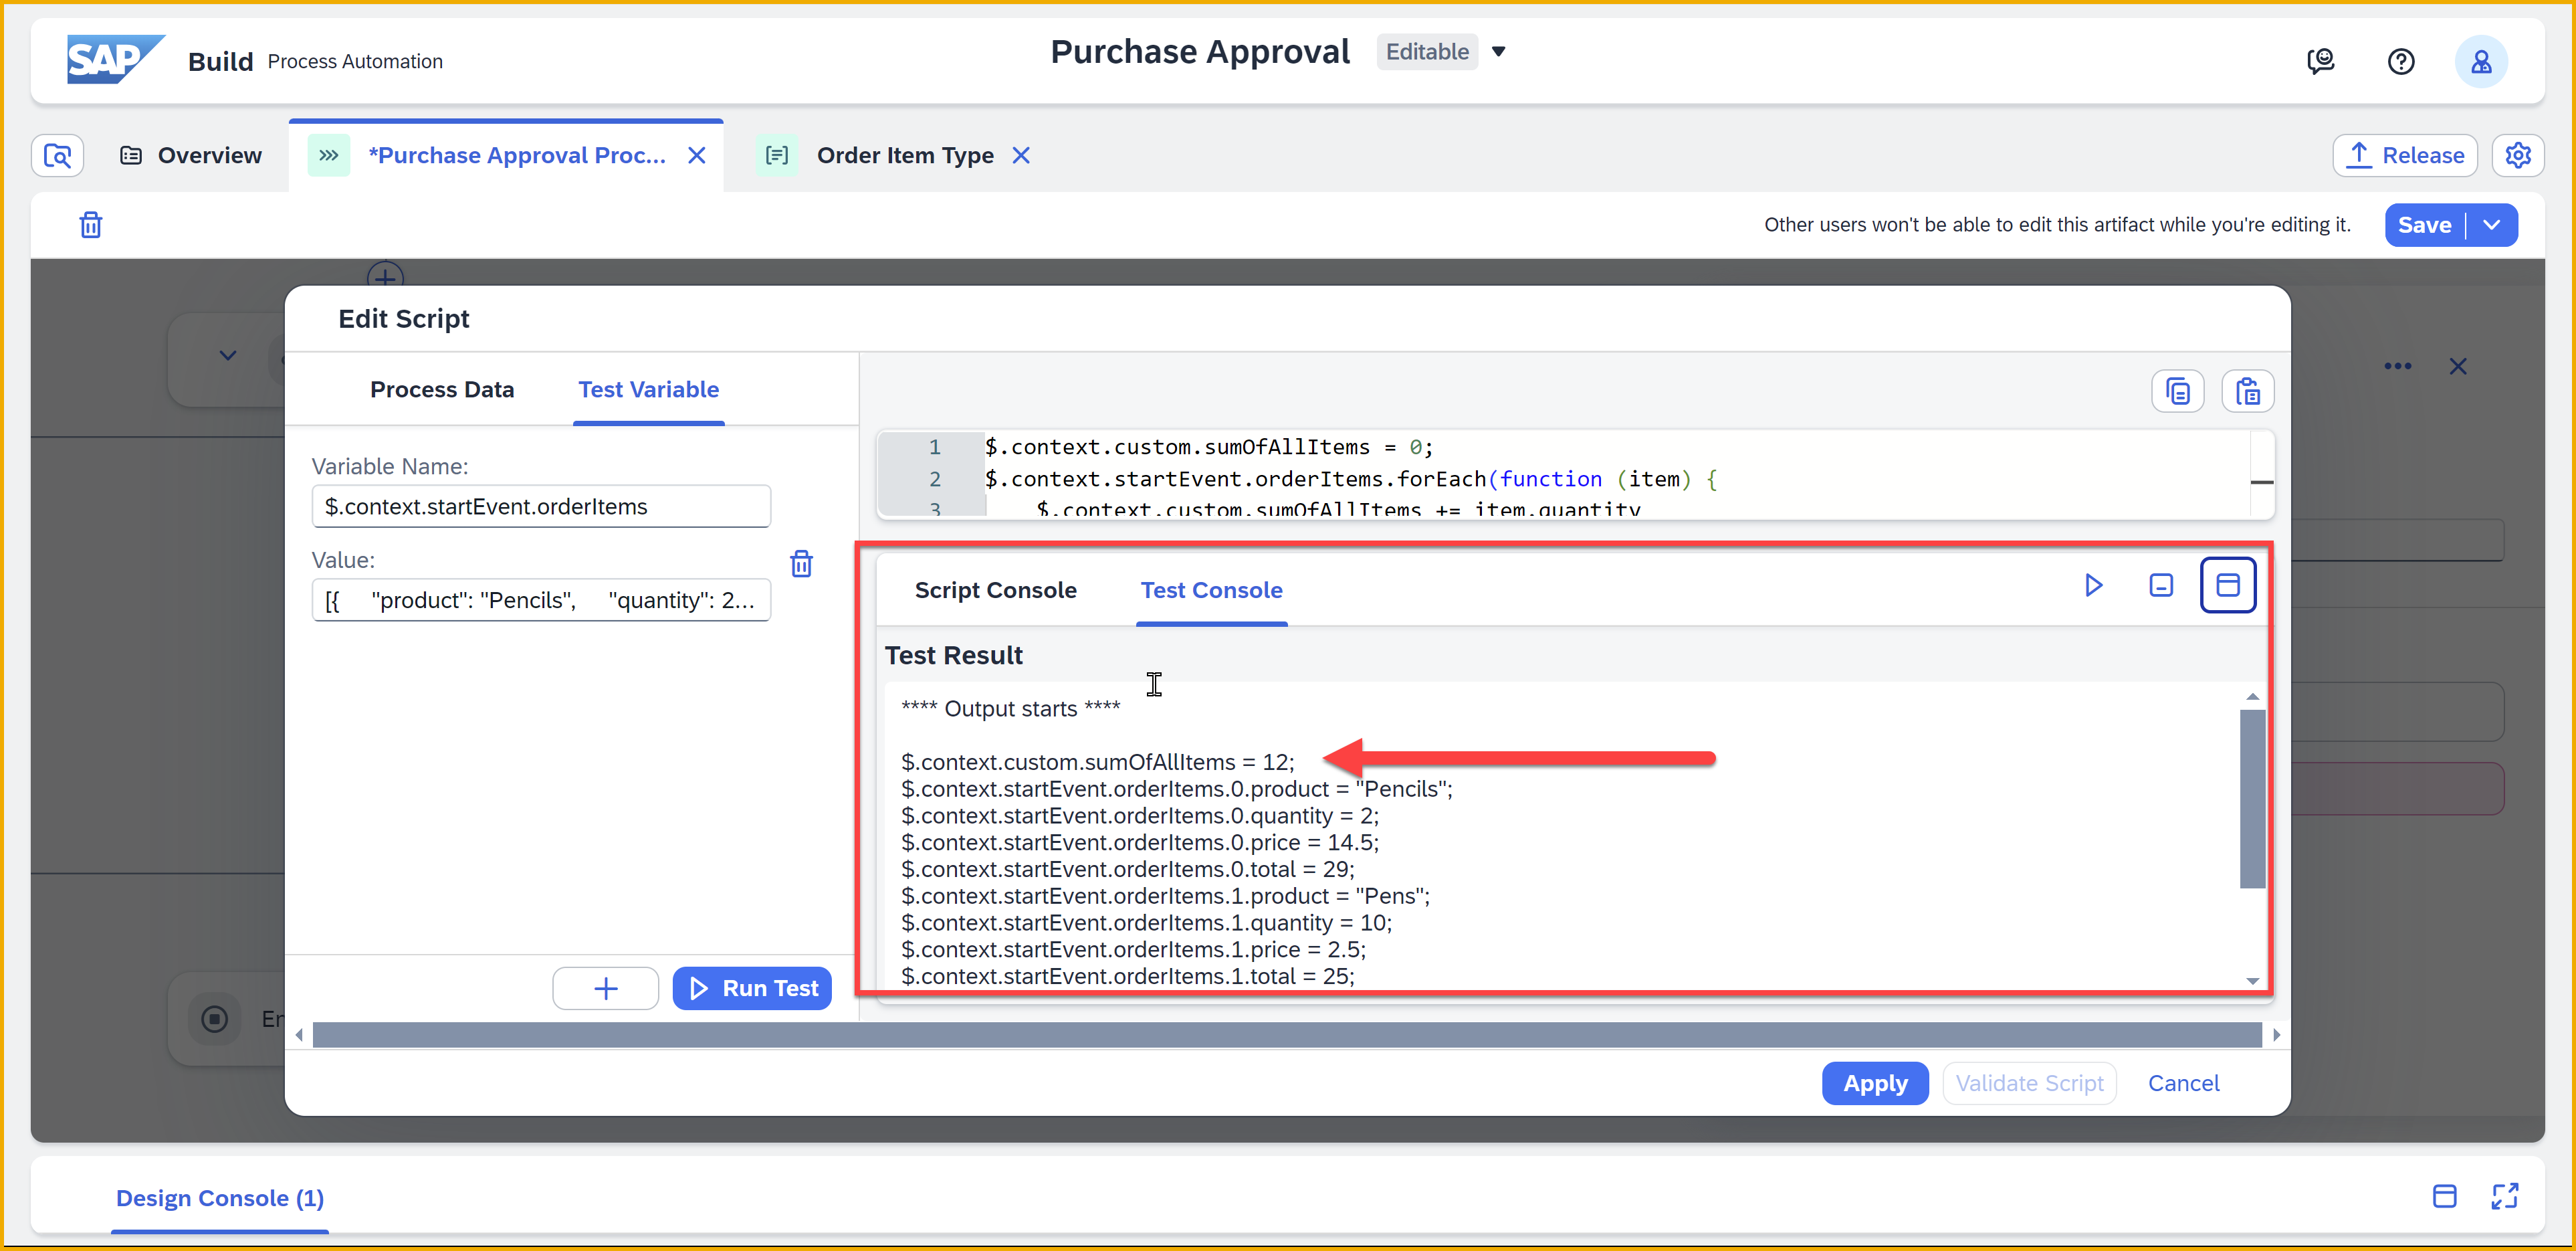 SAP Build Process Automation
Purchase Approval Editable
Overview
*Purchase Approval Proc...
Order Item Type
Release
Other users won't be able to edit this artifact while you're editing it.
Save
Edit Script
Process Data
Test Variable
Variable Name:
$.context.startEvent.orderItems
Value:
[{ "product": "Pencils", "quantity": 2...
Run Test
1 $.context.custom.sumOfAllItems = 0;
2 $.context.startEvent.orderItems.forEach(function (item) {
3 $.context.custom.sumOfAllItems += item.quantity
Script Console
Test Console
Test Result
**** Output starts ****
$.context.custom.sumOfAllItems = 12;
$.context.startEvent.orderItems.0.product = "Pencils";
$.context.startEvent.orderItems.0.quantity = 2;
$.context.startEvent.orderItems.0.price = 14.5;
$.context.startEvent.orderItems.0.total = 29;
$.context.startEvent.orderItems.1.product = "Pens";
$.context.startEvent.orderItems.1.quantity = 10;
$.context.startEvent.orderItems.1.price = 2.5;
$.context.startEvent.orderItems.1.total = 25;
Apply
Validate Script
Cancel
Design Console (1)